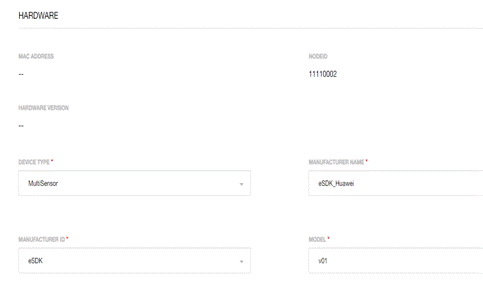 HARDWARE
MAC ADDRESS
NODEID
--
11110002
HARDWARE VERSION
--
DEVICE TYPE *
MANUFACTURER NAME *
MultiSensor
eSDK_Huawei
MANUFACTURER ID *
MODEL *
eSDK
v01